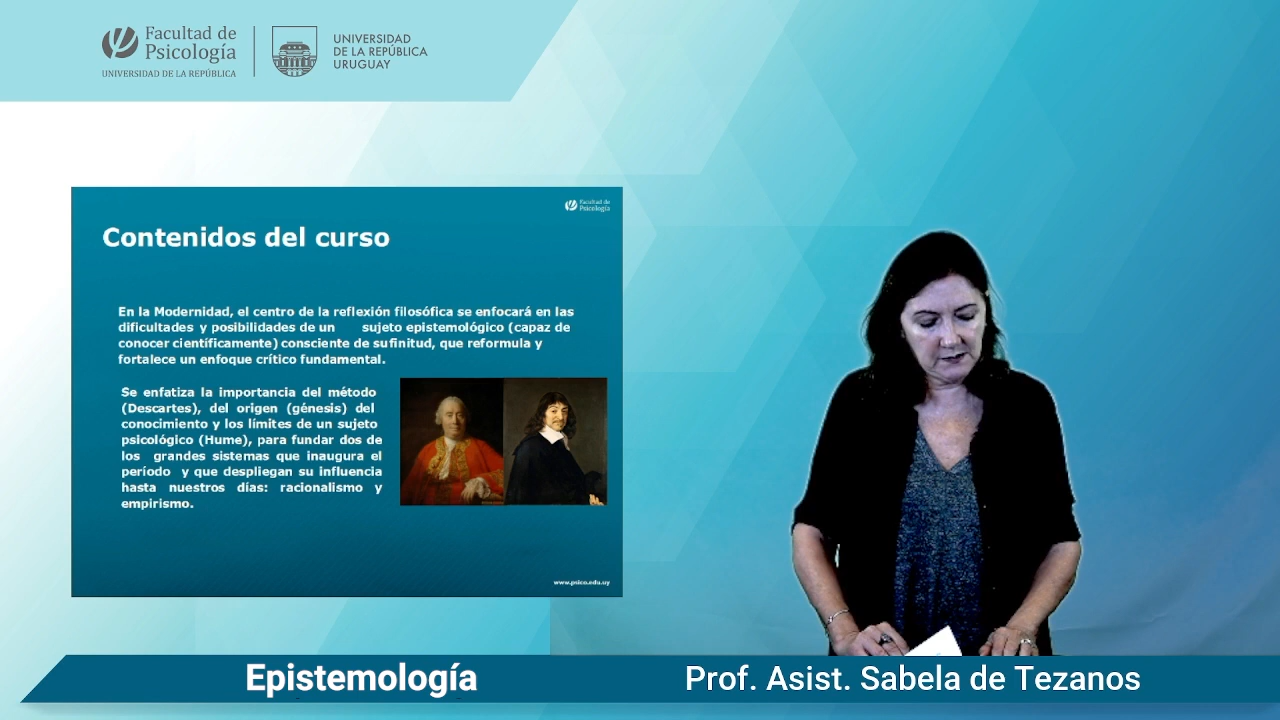 Facultad de
Psicología
UNIVERSIDAD DE LA REPÚBLICA
UNIVERSIDAD
DE LA REPÚBLICA
URUGUAY
Facultad de
Psicología
Contenidos del curso
En la Modernidad, el centro de la reflexión filosófica se enfocará en las
dificultades y posibilidades de un sujeto epistemológico (capaz de
conocer científicamente) consciente de sufinitud, que reformula y
fortalece un enfoque crítico fundamental.
Se enfatiza la importancia del método
(Descartes), del origen (génesis) del
conocimiento y los límites de un sujeto
psicológico (Hume), para fundar dos de
los grandes sistemas que inaugura el
período y que despliegan su influencia
hasta nuestros días: racionalismo y
empirismo.
www.psico.edu.uy
Epistemología
Prof. Asist. Sabela de Tezanos